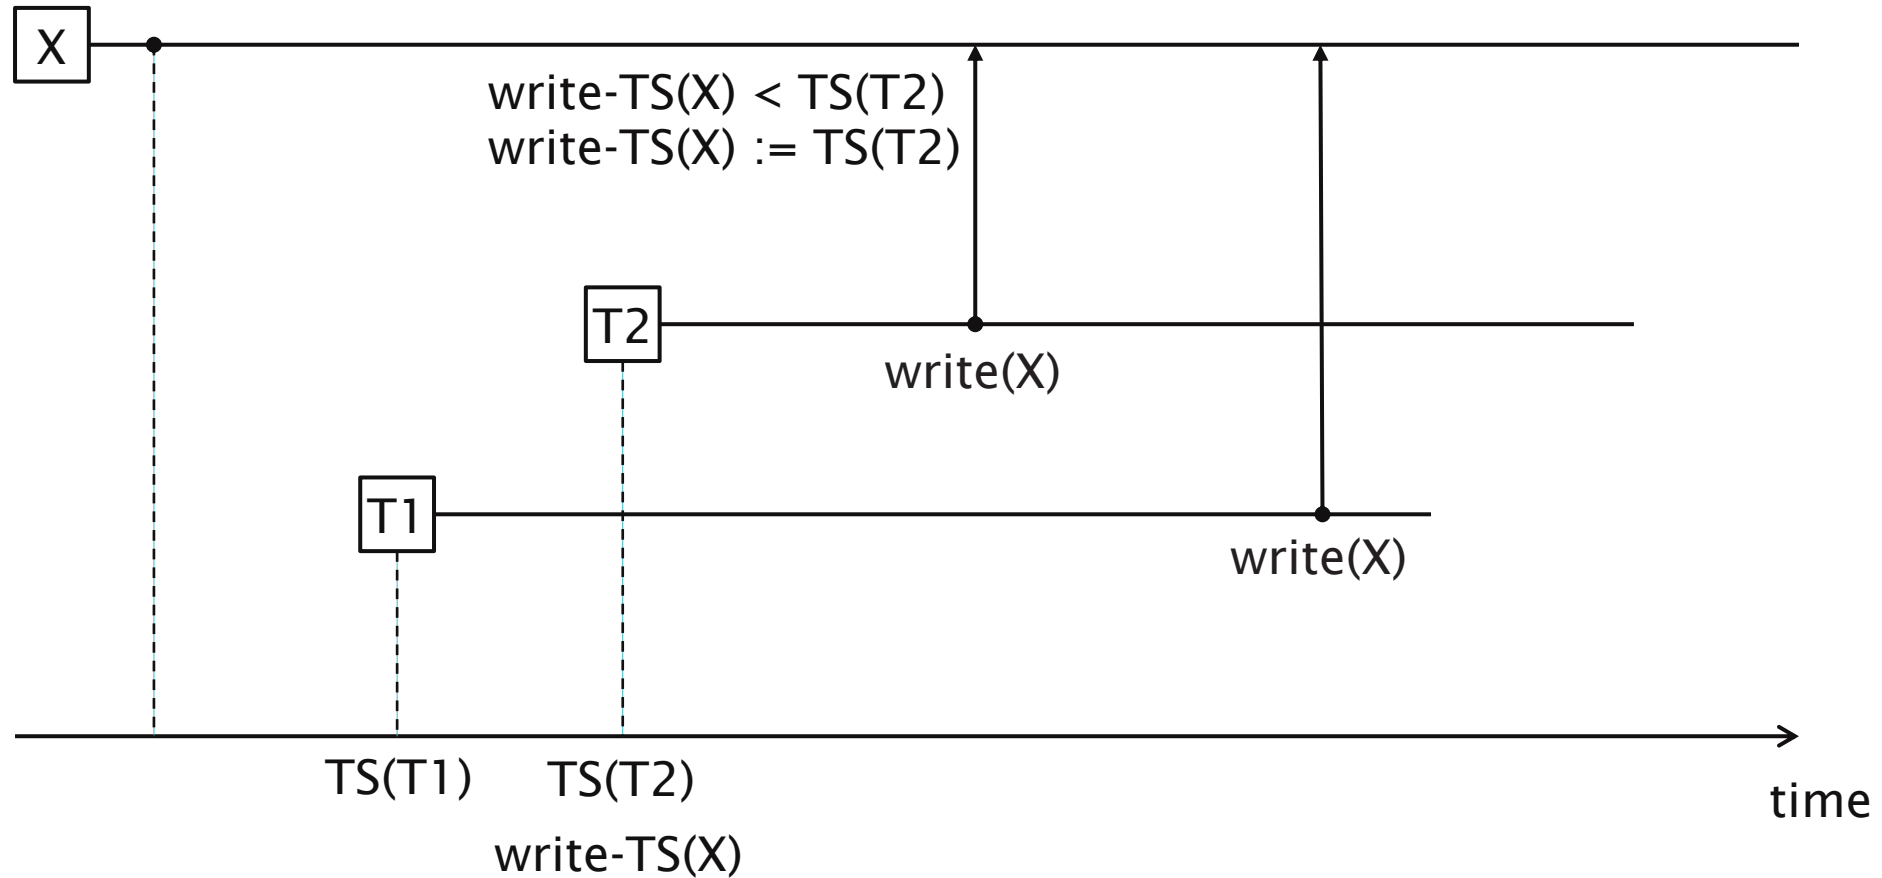 X
write-TS(X) < TS(T2)
write-TS(X) := TS(T2)
T2
write(X)
T1
write(X)
TS(T1)
TS(T2)
time
write-TS(X)